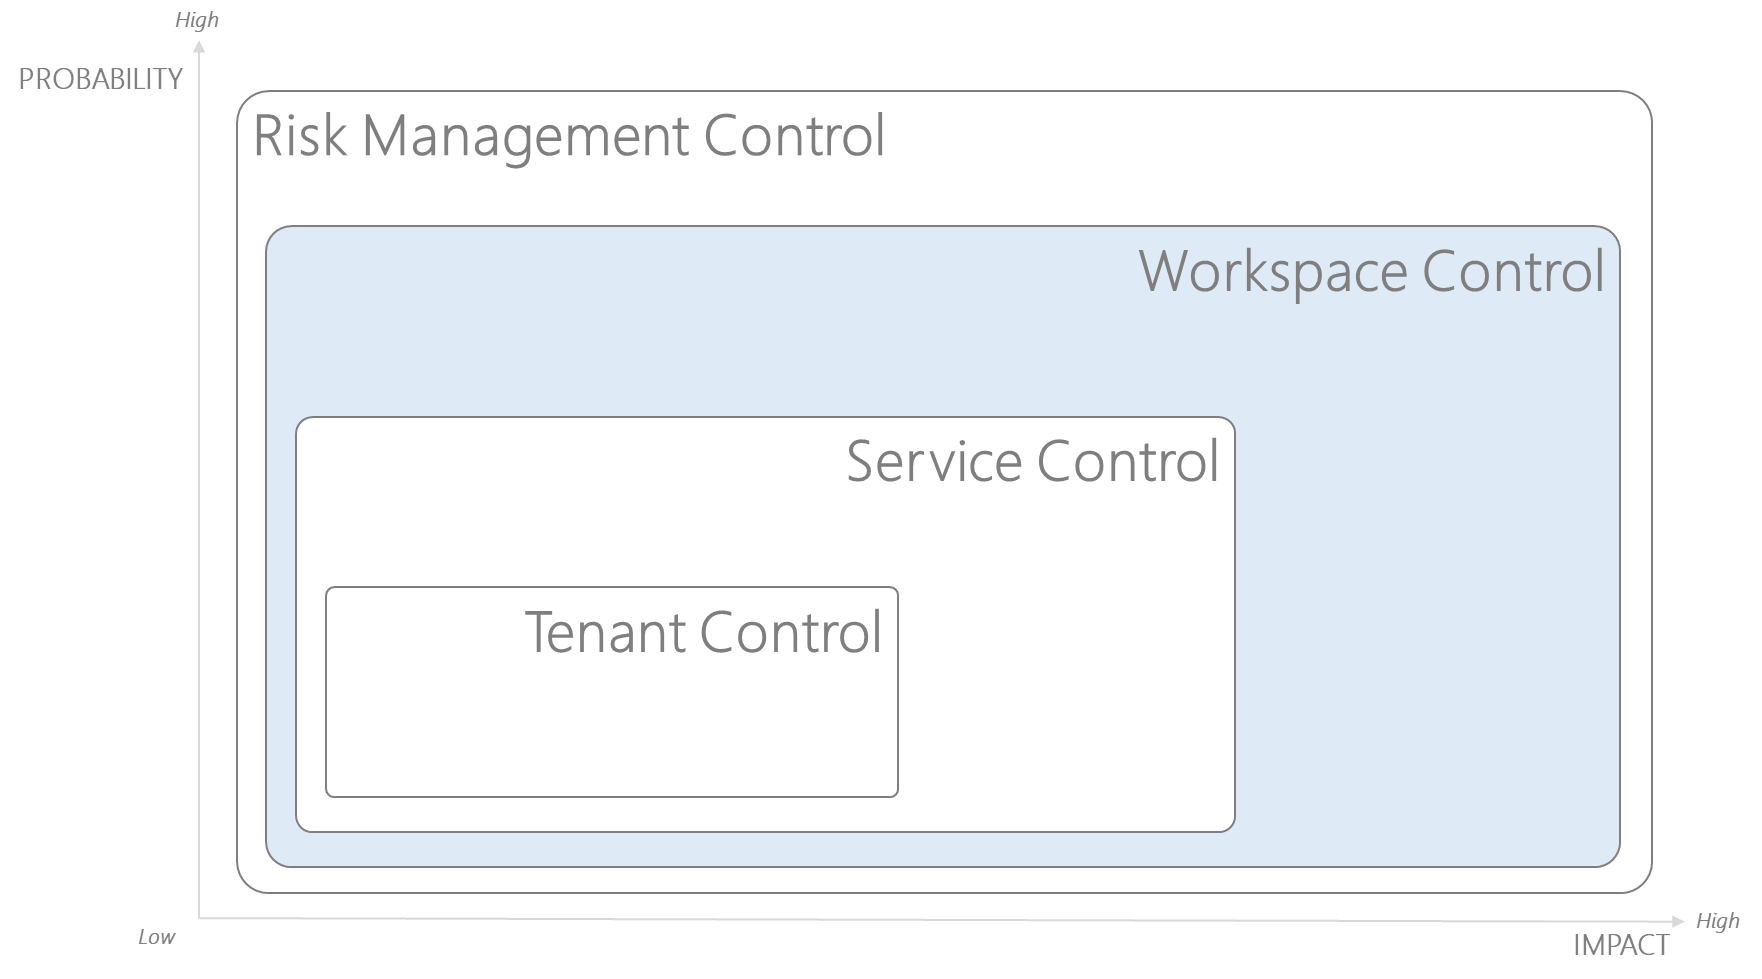 High
PROBABILITY
Risk Management Control
Workspace Control
Service Control
Tenant Control
Low
High
IMPACT